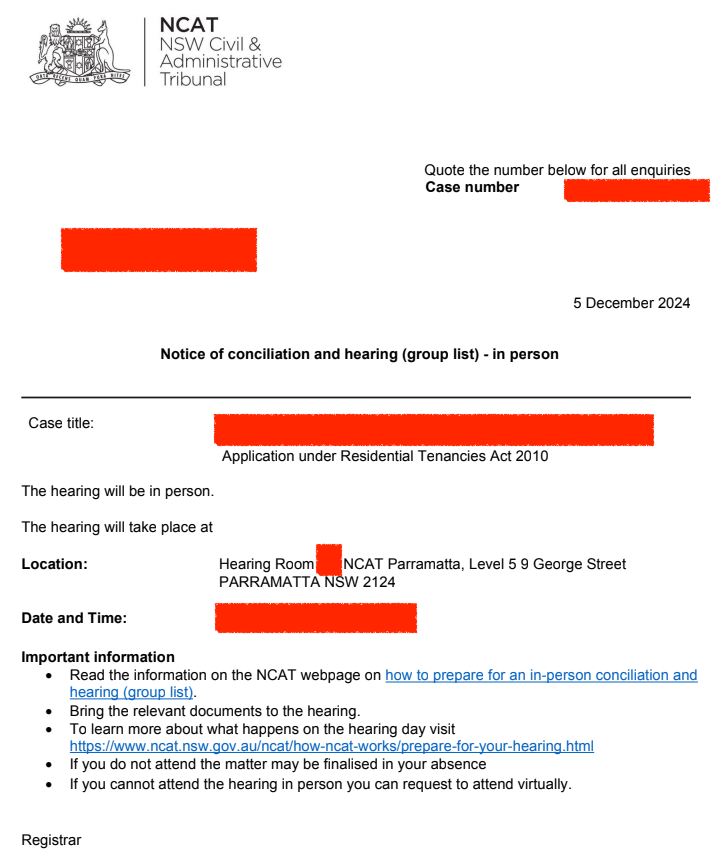 NCAT
NSW Civil &
Administrative
Tribunal
Quote the number below for all enquiries
Case number
5 December 2024
Notice of conciliation and hearing (group list) - in person
Case title:
Application under Residential Tenancies Act 2010
The hearing will be in person.
The hearing will take place at
Location: Hearing Room NCAT Parramatta, Level 5 9 George Street
PARRAMATTA NSW 2124
Date and Time:
Important information
• Read the information on the NCAT webpage on how to prepare for an in-person conciliation and
hearing (group list).
• Bring the relevant documents to the hearing.
• To learn more about what happens on the hearing day visit
https://www.ncat.nsw.gov.au/ncat/how-ncat-works/prepare-for-your-hearing.html
• If you do not attend the matter may be finalised in your absence
• If you cannot attend the hearing in person you can request to attend virtually.
Registrar